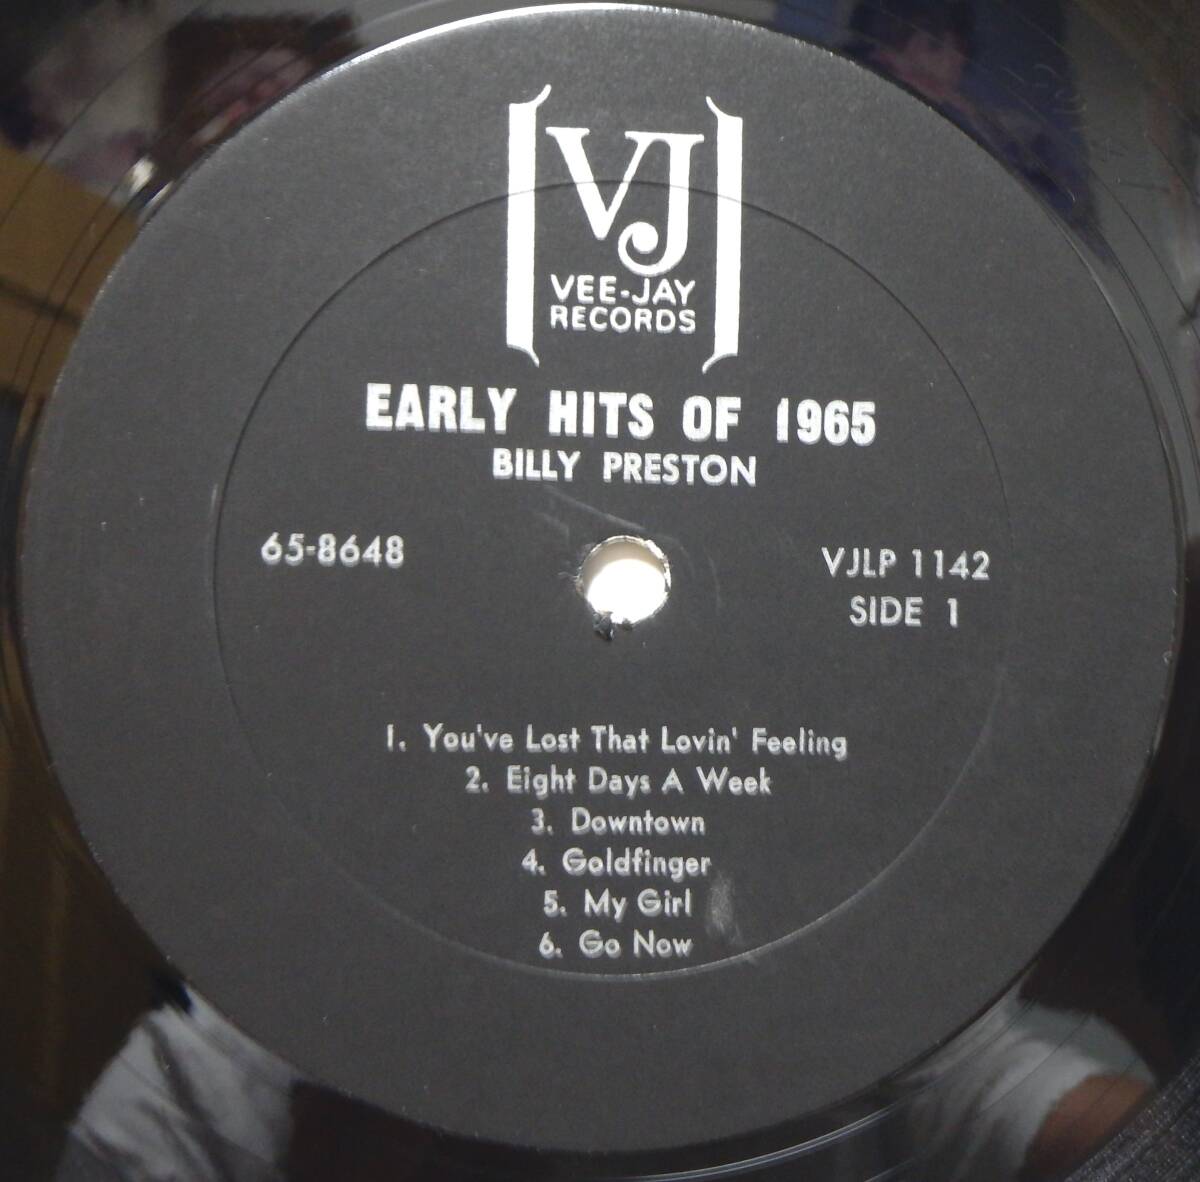 VJ
VEE-JAY
RECORDS
EARLY HITS OF 1965
BILLY PRESTON
65-8648
VJLP 1142
SIDE 1
1. You've Lost That Lovin' Feeling
2. Eight Days A Week
3. Downtown
4. Goldfinger
5. My Girl
6. Go Now